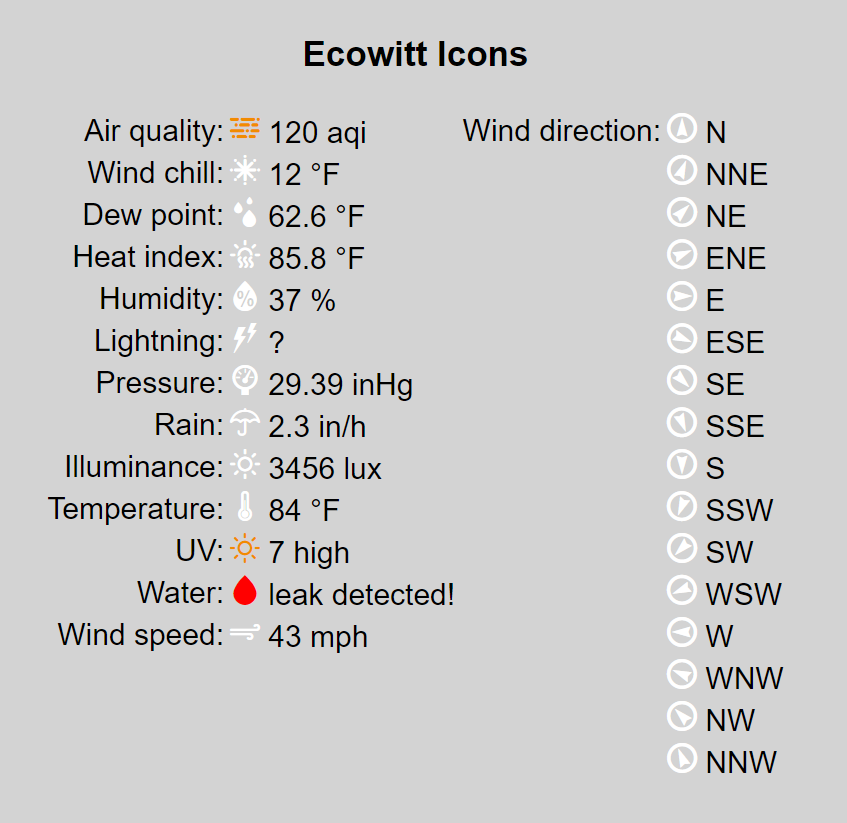 Ecowitt Icons
Air quality: 120 aqi
Wind chill: 12 °F
Dew point: 62.6 °F
Heat index: 85.8 °F
Humidity: % 37 %
Lightning: ?
Pressure: 29.39 inHg
Rain: 2.3 in/h
Illuminance: 3456 lux
Temperature: 84 °F
UV: 7 high
Water: leak detected!
Wind speed: 43 mph
Wind direction: N
NNE
NE
ENE
E
ESE
SE
SSE
S
SSW
SW
WSW
W
WNW
NW
NNW